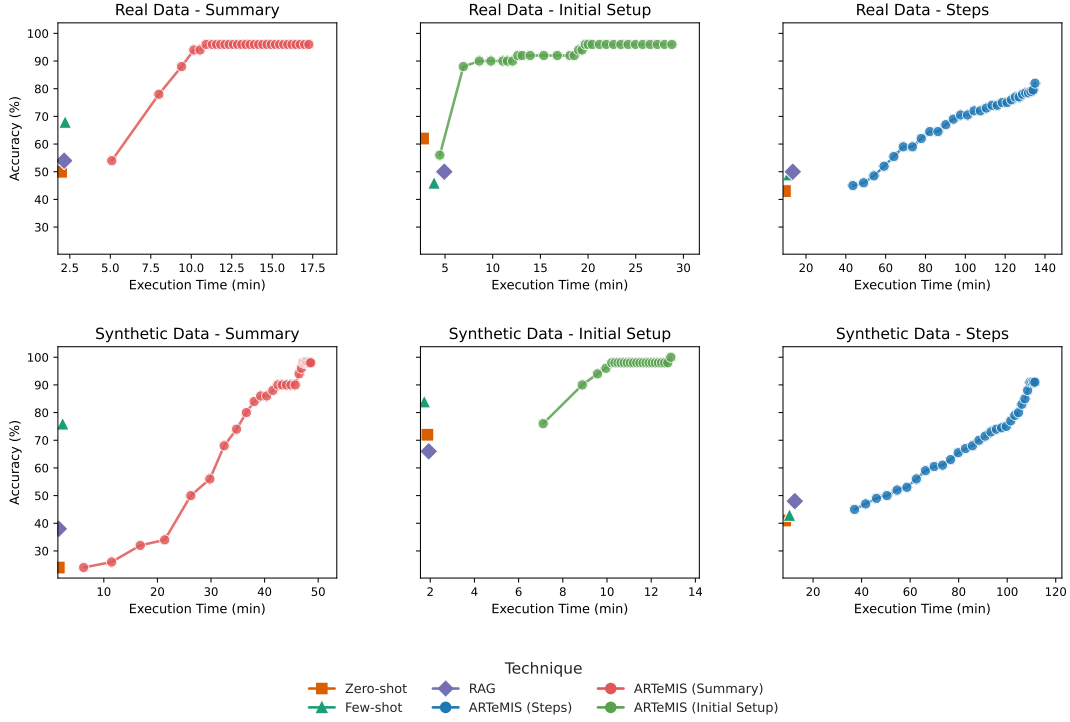 Real Data - Summary
Real Data - Initial Setup
Real Data - Steps
100
90
80
70
60
50
40
30
Accuracy (%)
2.5 5.0 7.5 10.0 12.5 15.0 17.5
5 10 15 20 25 30
20 40 60 80 100 120 140
Execution Time (min)
Execution Time (min)
Execution Time (min)
Synthetic Data - Summary
Synthetic Data - Initial Setup
Synthetic Data - Steps
100
90
80
70
60
50
40
30
Accuracy (%)
10 20 30 40 50
2 4 6 8 10 12 14
20 40 60 80 100 120
Execution Time (min)
Execution Time (min)
Execution Time (min)
Technique
Zero-shot
Few-shot
RAG
ARTeMIS (Steps)
ARTeMIS (Summary)
ARTeMIS (Initial Setup)